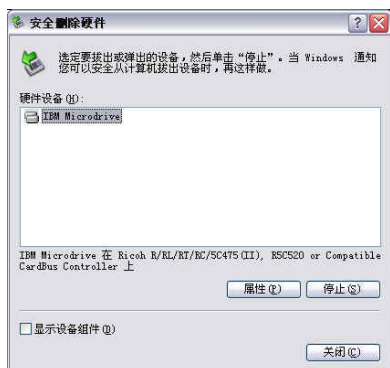 安全删除硬件
选定要拔出或弹出的设备，然后单击“停止”。当 Windows 通知
您可以安全从计算机拔出设备时，再这样做。
硬件设备(H):
IBM Microdrive
IBM Microdrive 在 Ricoh R/RL/RT/RC/5C475(II), R5C520 or Compatible
CardBus Controller 上
属性(P)
停止(S)
显示设备组件(D)
关闭(C)